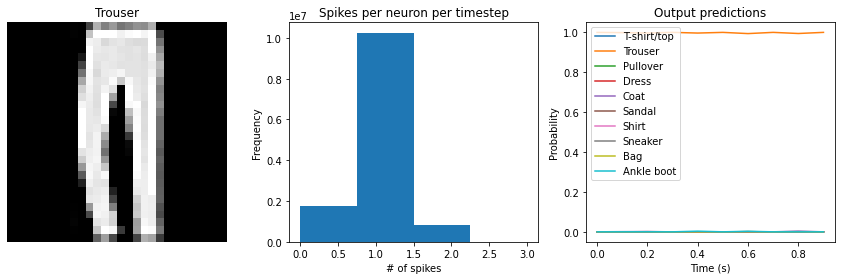 Trouser
Spikes per neuron per timestep
1e7
1.0
0.8
0.6
0.4
0.2
0.0
Frequency
0.0 0.5 1.0 1.5 2.0 2.5 3.0
# of spikes
Output predictions
1.0
0.8
0.6
0.4
0.2
0.0
Probability
T-shirt/top
Trouser
Pullover
Dress
Coat
Sandal
Shirt
Sneaker
Bag
Ankle boot
0.0 0.2 0.4 0.6 0.8
Time (s)